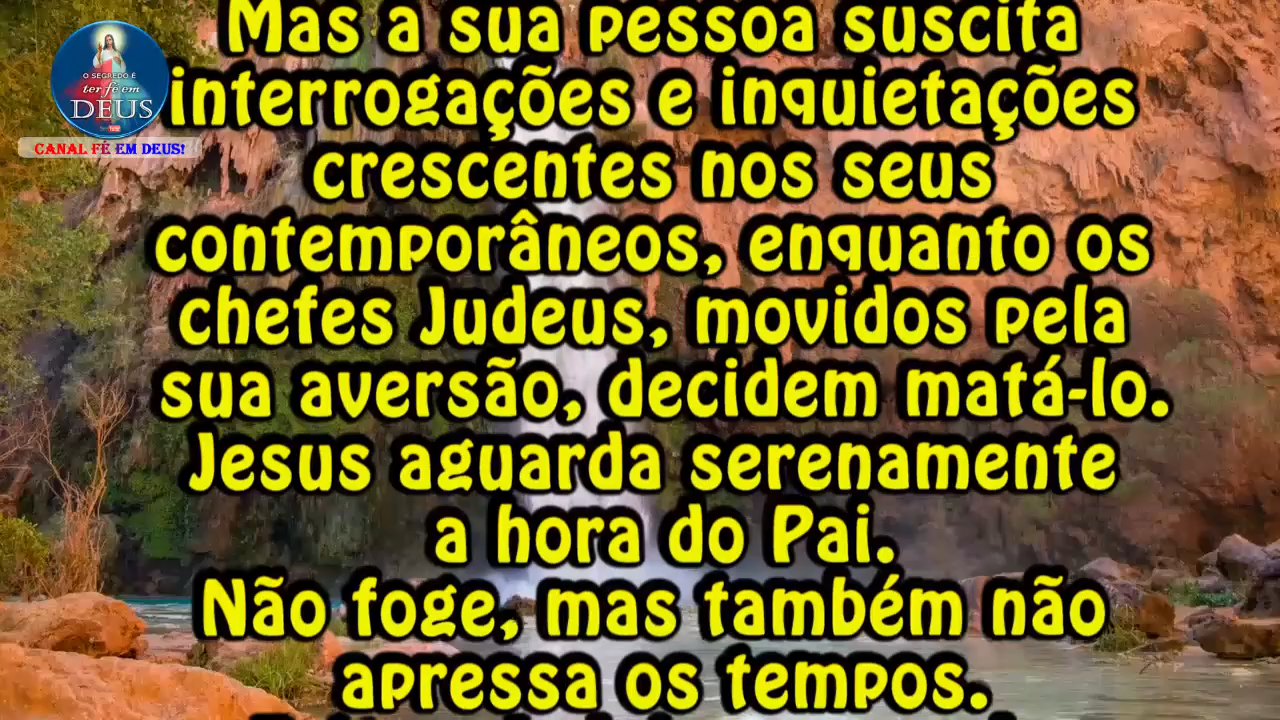 Mas a sua pessoa suscita
interrogações e inquietações
crescentes nos seus
contemporâneos, enquanto os
chefes Judeus, movidos pela
sua aversão, decidem matá-lo.
Jesus aguarda serenamente
a hora do Pai.
Não foge, mas também não
apressa os tempos.
O SEGREDO É
ter fé em
DEUS
CANAL FÉ EM DEUS!